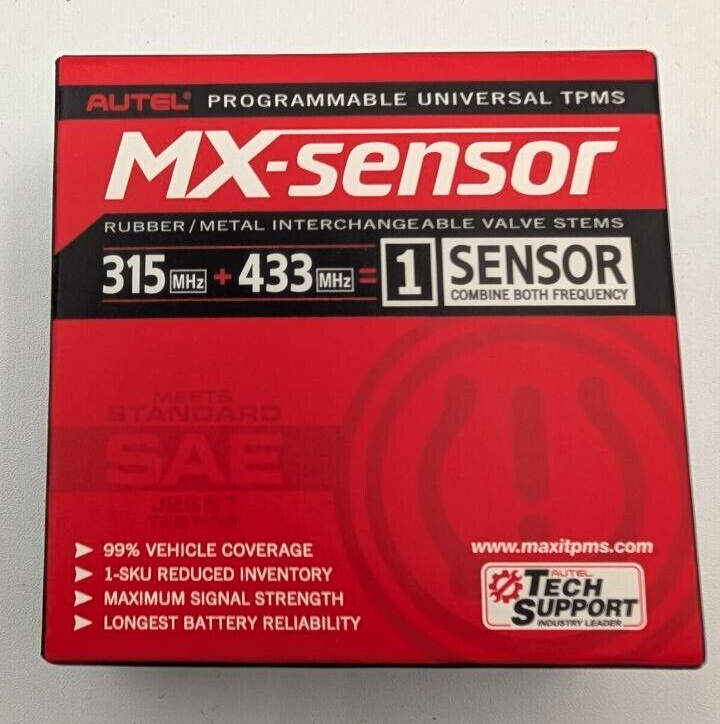 AUTEL® PROGRAMMABLE UNIVERSAL TPMS
MX-sensor
RUBBER/METAL INTERCHANGEABLE VALVE STEMS
315 MHz + 433 MHz = 1 SENSOR
COMBINE BOTH FREQUENCY
MEETS
STANDARD
SAE
J2657
99% VEHICLE COVERAGE
1-SKU REDUCED INVENTORY
MAXIMUM SIGNAL STRENGTH
LONGEST BATTERY RELIABILITY
www.maxitpms.com
AUTEL
TECH
SUPPORT
INDUSTRY LEADER